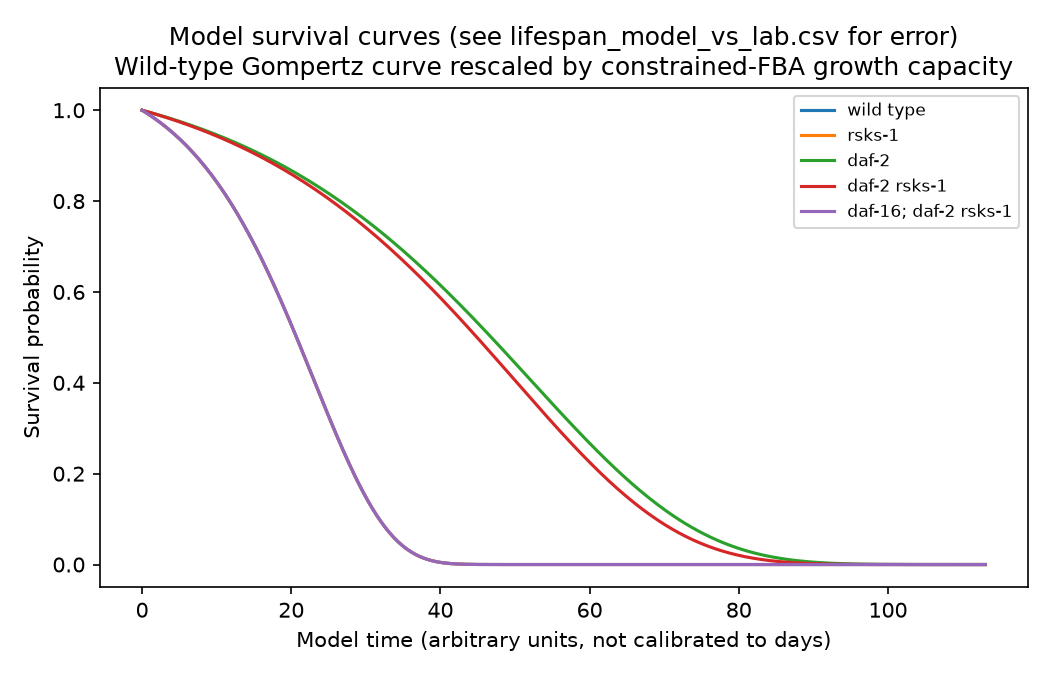 Model survival curves (see lifespan_model_vs_lab.csv for error)
Wild-type Gompertz curve rescaled by constrained-FBA growth capacity
wild type
rsks-1
daf-2
daf-2 rsks-1
daf-16; daf-2 rsks-1
Survival probability
1.0
0.8
0.6
0.4
0.2
0.0
0 20 40 60 80 100
Model time (arbitrary units, not calibrated to days)